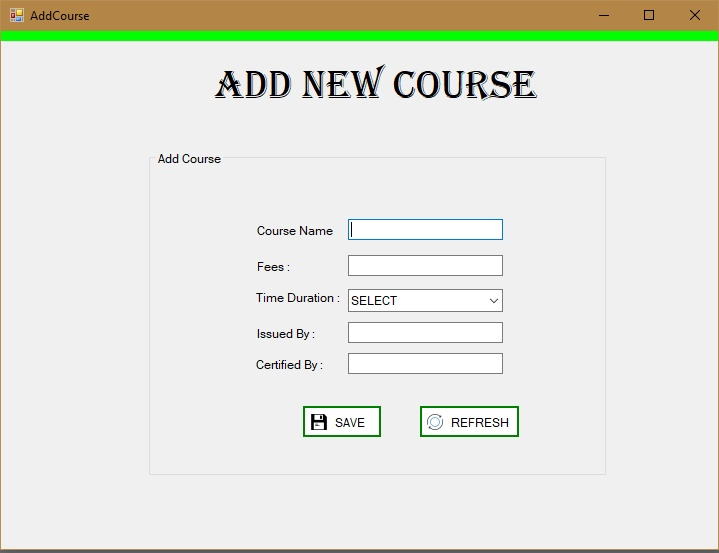 AddCourse
ADD NEW COURSE
Add Course
Course Name
Fees :
Time Duration : SELECT
Issued By :
Certified By :
SAVE REFRESH